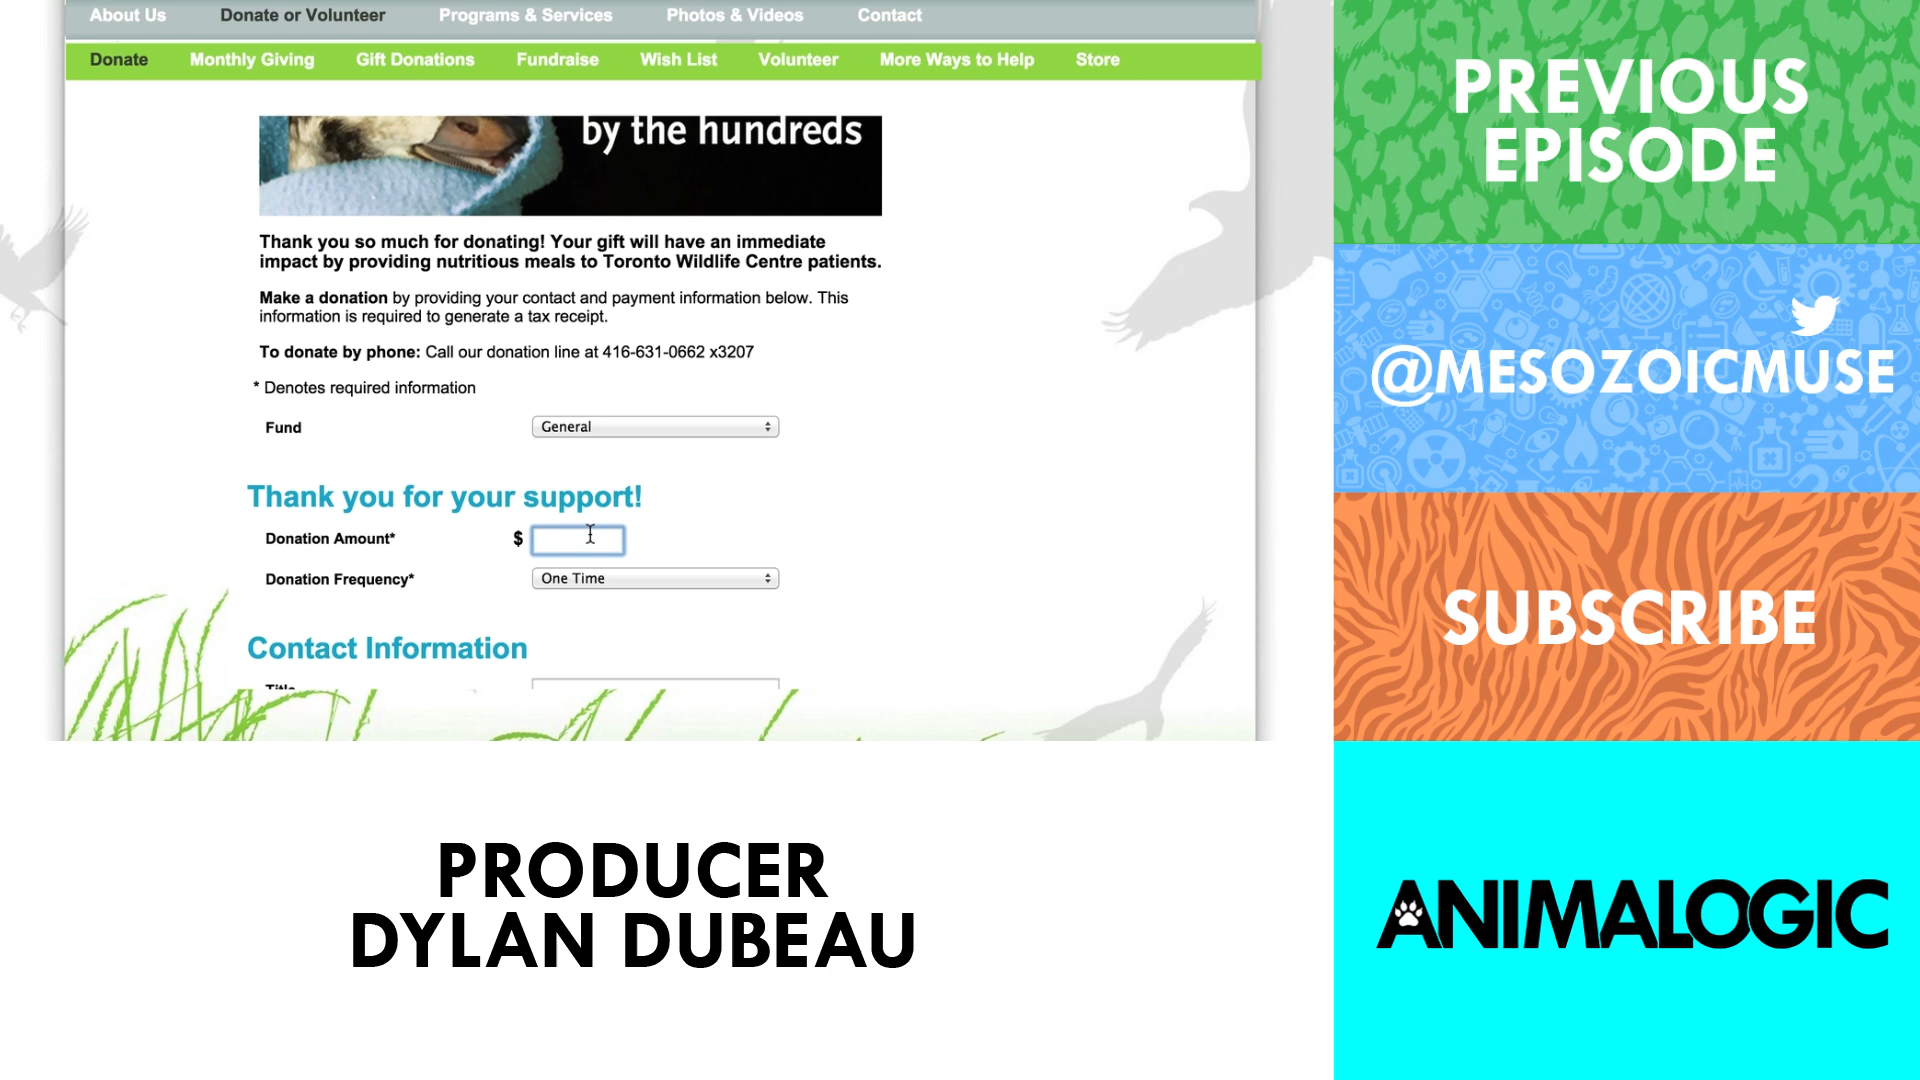 About Us Donate or Volunteer Programs & Services Photos & Videos Contact
Donate Monthly Giving Gift Donations Fundraise Wish List Volunteer More Ways to Help Store
by the hundreds
Thank you so much for donating! Your gift will have an immediate
impact by providing nutritious meals to Toronto Wildlife Centre patients.
Make a donation by providing your contact and payment information below. This
information is required to generate a tax receipt.
To donate by phone: Call our donation line at 416-631-0662 x3207
* Denotes required information
Fund General
Thank you for your support!
Donation Amount* $
Donation Frequency* One Time
Contact Information
Title
PRODUCER
DYLAN DUBEAU
PREVIOUS
EPISODE
@MESOZOICMUSE
SUBSCRIBE
ANIMALOGIC